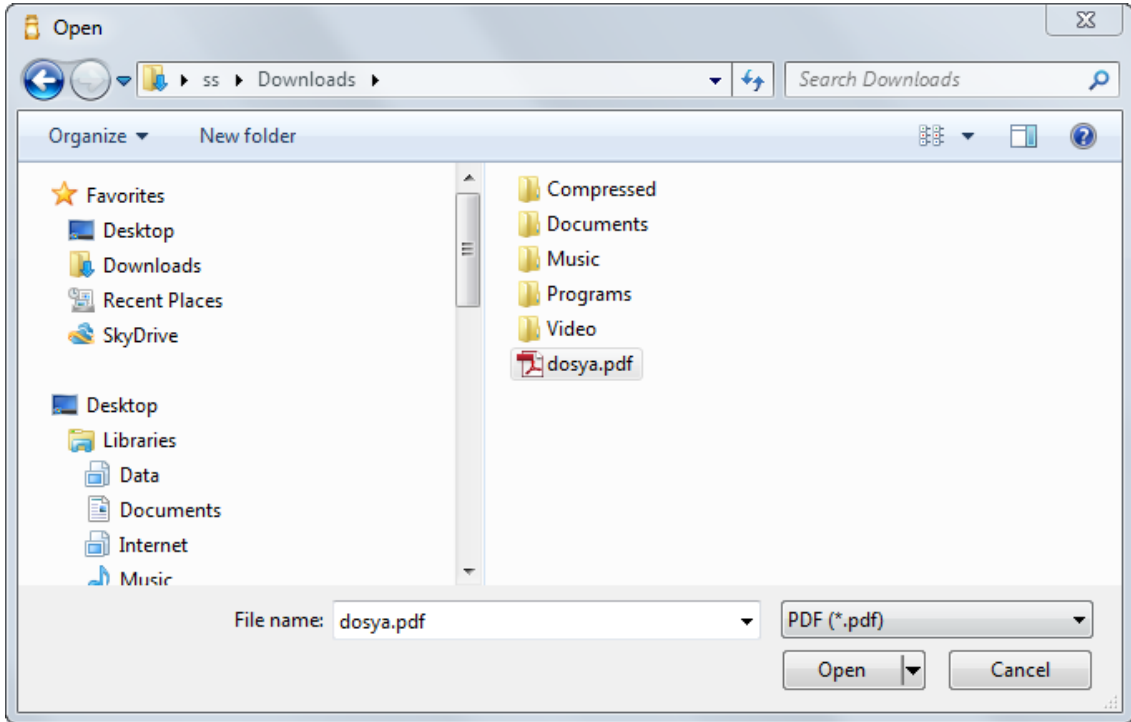 Open
ss Downloads
Search Downloads
Organize
New folder
Favorites
Desktop
Downloads
Recent Places
SkyDrive
Desktop
Libraries
Data
Documents
Internet
Music
Compressed
Documents
Music
Programs
Video
dosya.pdf
File name: dosya.pdf
PDF (*.pdf)
Open
Cancel